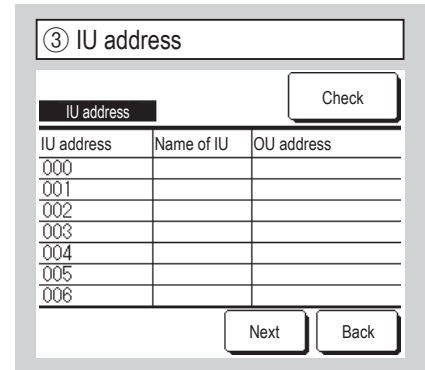 ③ IU address
Check
IU address
IU address Name of IU OU address
000
001
002
003
004
005
006
Next Back